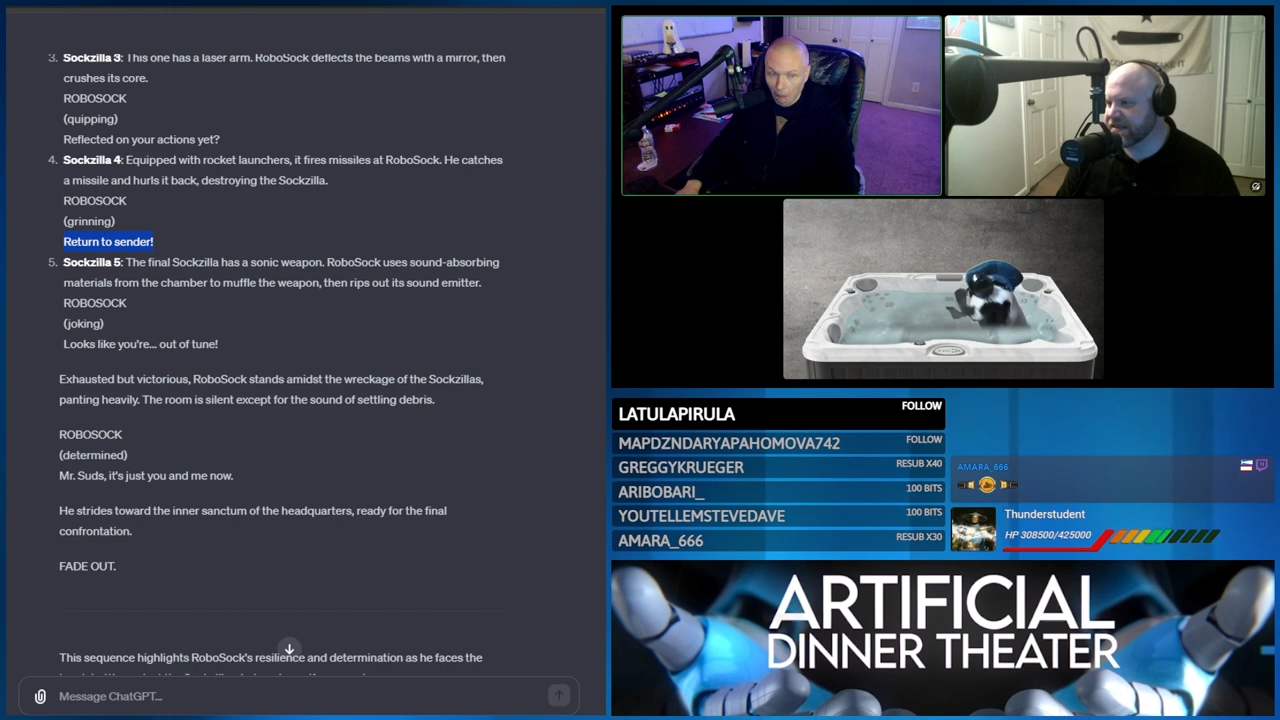 3. Sockzilla 3: This one has a laser arm. RoboSock deflects the beams with a mirror, then
crushes its core.
ROBOSOCK
(quipping)
Reflected on your actions yet?
4. Sockzilla 4: Equipped with rocket launchers, it fires missiles at RoboSock. He catches
a missile and hurls it back, destroying the Sockzilla.
ROBOSOCK
(grinning)
Return to sender!
5. Sockzilla 5: The final Sockzilla has a sonic weapon. RoboSock uses sound-absorbing
materials from the chamber to muffle the weapon, then rips out its sound emitter.
ROBOSOCK
(joking)
Looks like you're... out of tune!
Exhausted but victorious, RoboSock stands amidst the wreckage of the Sockzillas,
panting heavily. The room is silent except for the sound of settling debris.
ROBOSOCK
(determined)
Mr. Suds, it's just you and me now.
He strides toward the inner sanctum of the headquarters, ready for the final
confrontation.
FADE OUT.
This sequence highlights RoboSock's resilience and determination as he faces the
Message ChatGPT...
LATULAPIRULA FOLLOW
MAPDZNDARYAPAHOMOVA742 FOLLOW
GREGGYKRUEGER RESUB X40
ARIBOBARI_ 100 BITS
YOUTELLEMSTEVEDAVE 100 BITS
AMARA_666 RESUB X30
AMARA_666
Thunderstudent
HP 308500/425000
ARTIFICIAL
DINNER THEATER